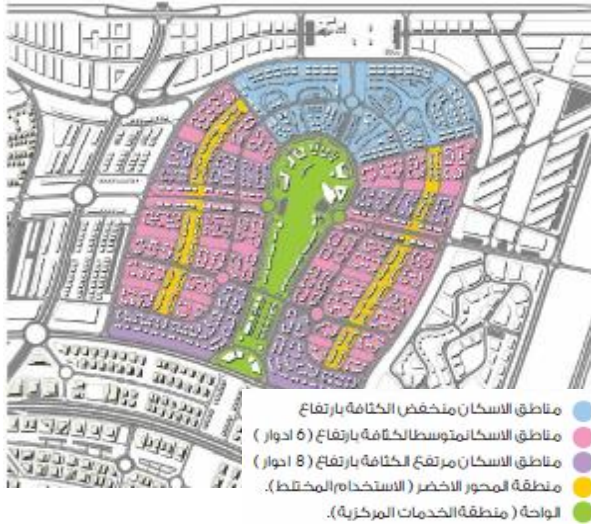 مناطق الاسكان منخفض الكثافة بارتفاع
مناطق الاسكانمتوسطالكثافة بارتفاع ( 6 ادوار )
مناطق الاسكان مرتفع الكثافة بارتفاع ( 8 ادوار )
منطقة المحور الاخضر ( الاستخدام المختلط).
الواحة ( منطقة الخدمات المركزية).